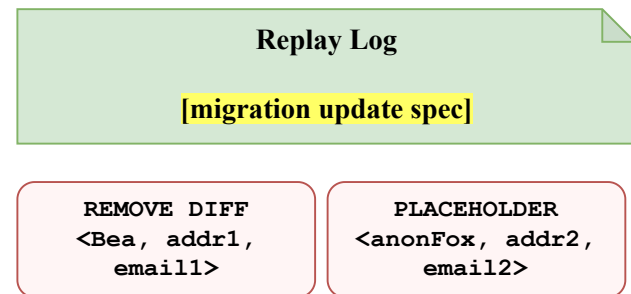 Replay Log
[migration update spec]
REMOVE DIFF
<Bea, addr1,
email1>
PLACEHOLDER
<anonFox, addr2,
email2>